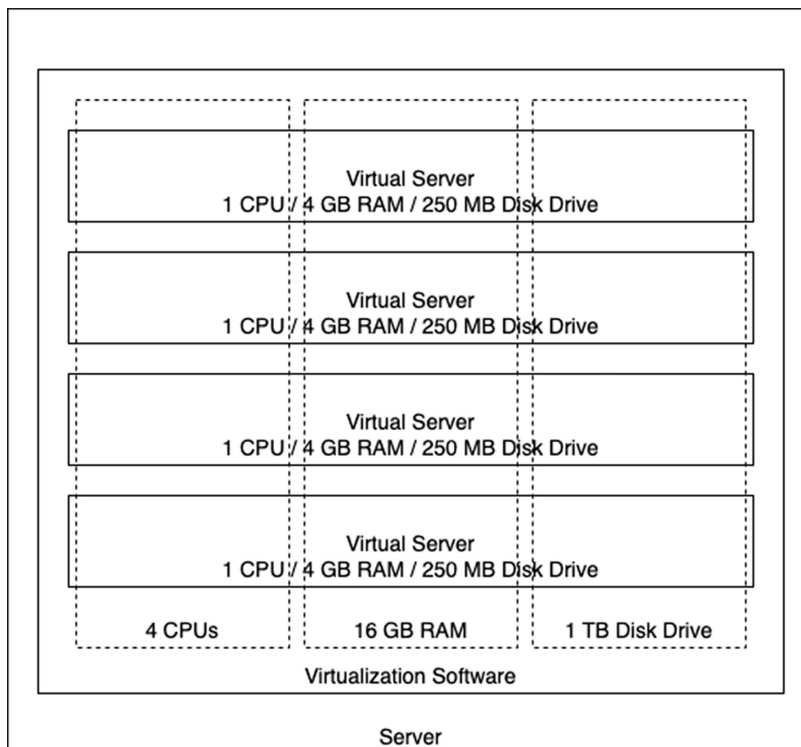 Virtual Server
1 CPU / 4 GB RAM / 250 MB Disk Drive
Virtual Server
1 CPU / 4 GB RAM / 250 MB Disk Drive
Virtual Server
1 CPU / 4 GB RAM / 250 MB Disk Drive
Virtual Server
1 CPU / 4 GB RAM / 250 MB Disk Drive
4 CPUs 16 GB RAM 1 TB Disk Drive
Virtualization Software
Server